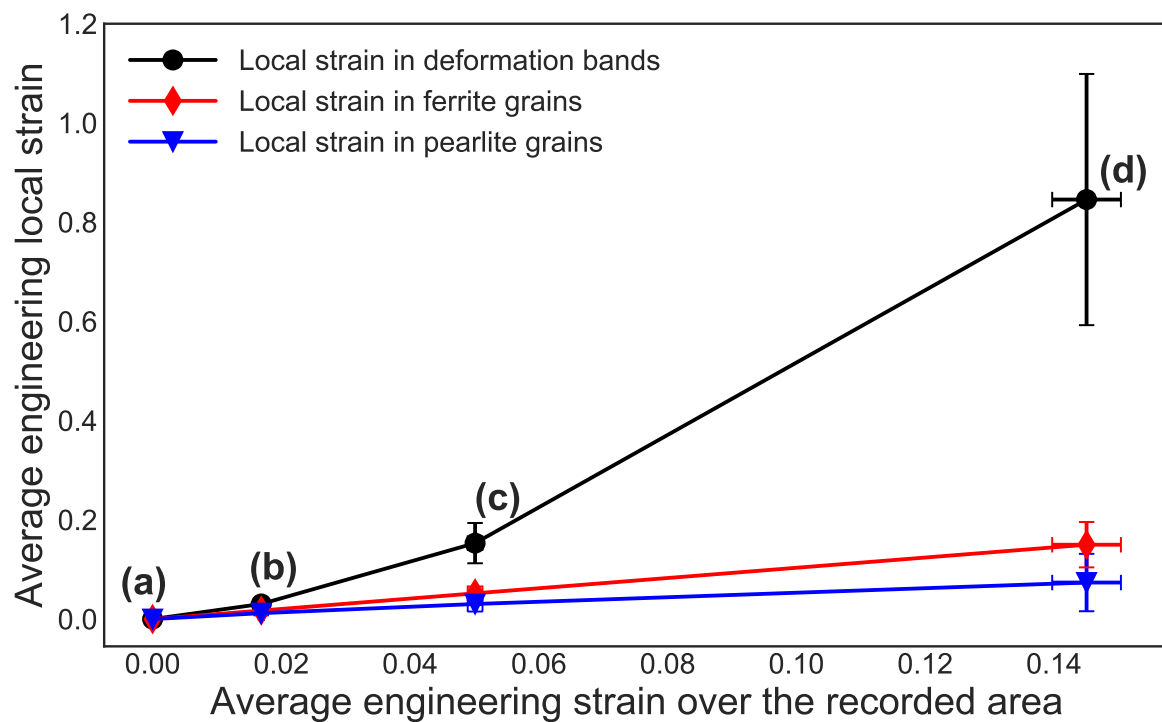 1.2
1.0
0.8
0.6
0.4
0.2
0.0
Average engineering local strain
Local strain in deformation bands
Local strain in ferrite grains
Local strain in pearlite grains
(a)
(b)
(c)
(d)
0.00 0.02 0.04 0.06 0.08 0.10 0.12 0.14
Average engineering strain over the recorded area